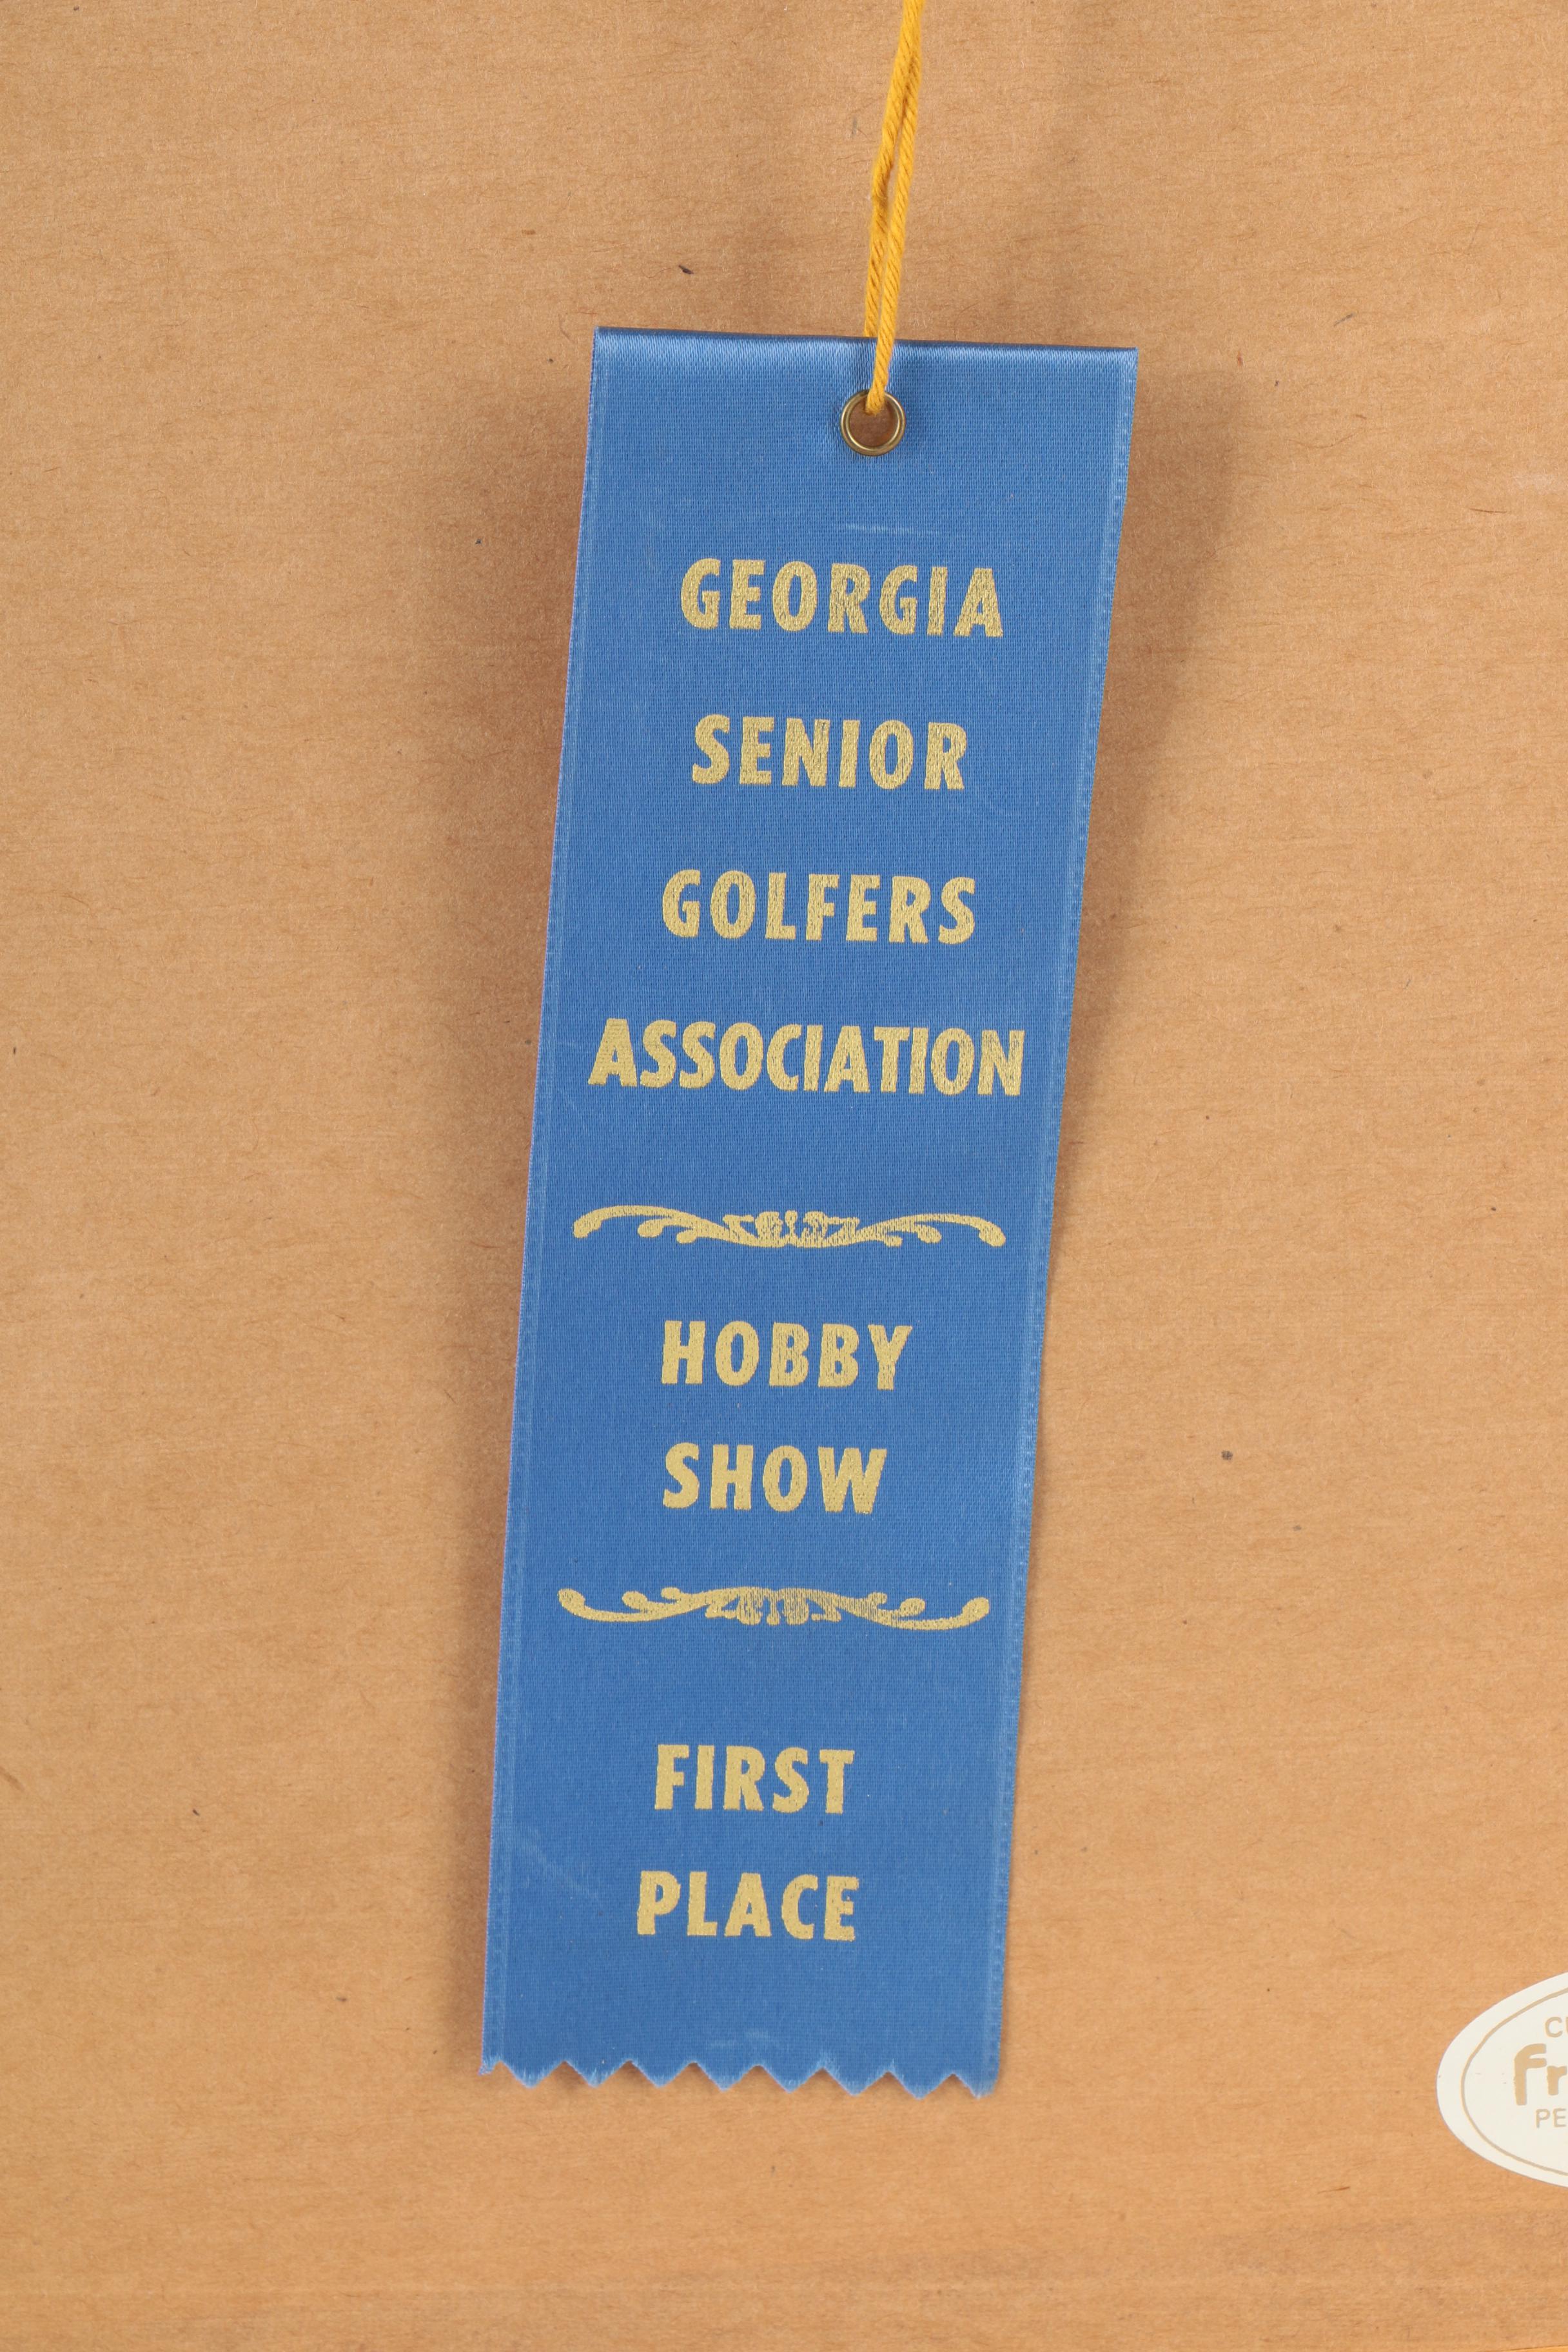 GEORGIA
SENIOR
GOLFERS
ASSOCIATION
HOBBY
SHOW
FIRST
PLACE